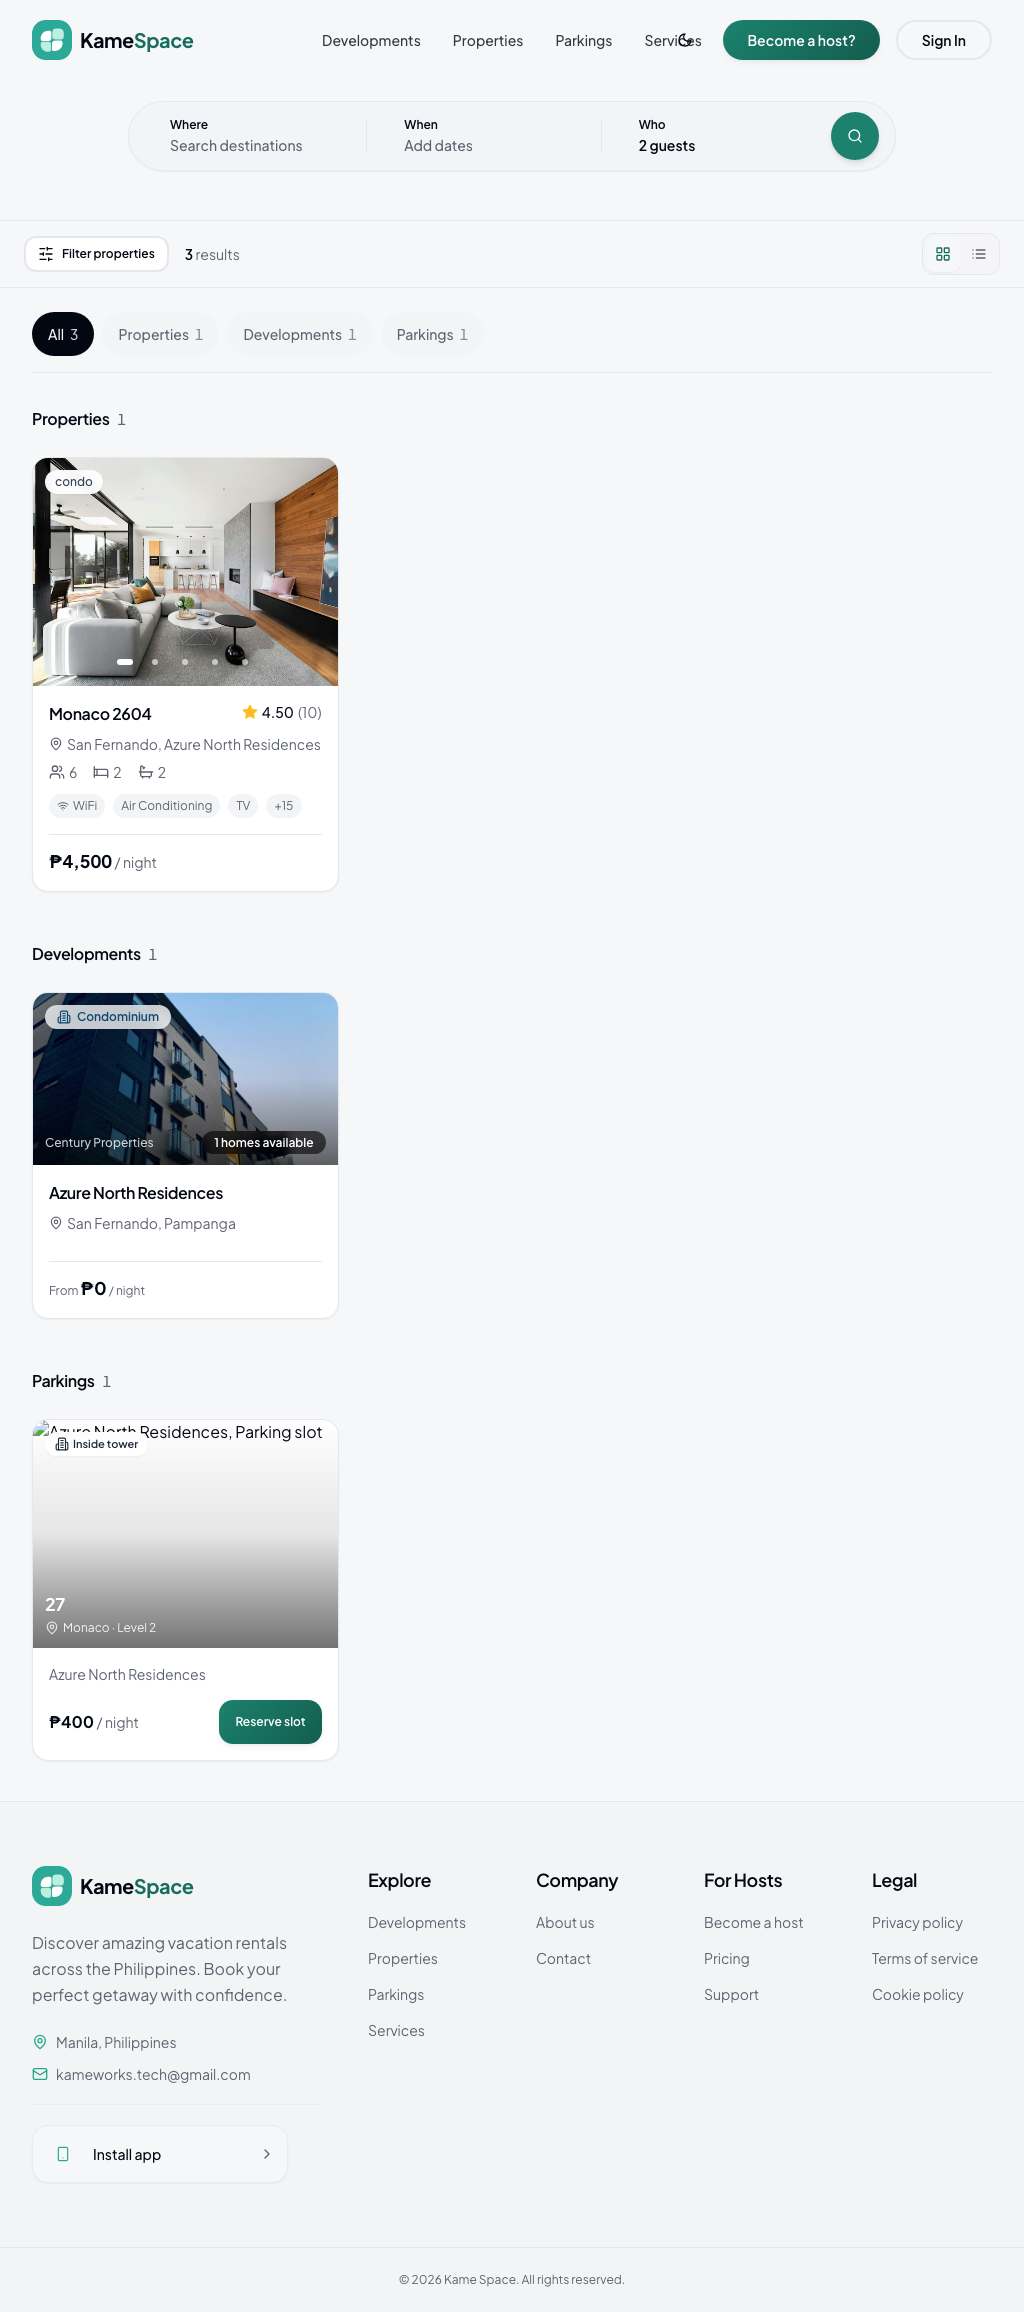 KameSpace
Developments
Properties
Parkings
Services
Become a host?
Sign In
Where
Search destinations
When
Add dates
Who
2 guests
Filter properties
3 results
All 3
Properties 1
Developments 1
Parkings 1
Properties 1
condo
Monaco 2604
4.50 (10)
San Fernando, Azure North Residences
6
2
2
WiFi
Air Conditioning
TV
+15
₱4,500 / night
Developments 1
Condominium
Century Properties
1 homes available
Azure North Residences
San Fernando, Pampanga
From ₱0 / night
Parkings 1
Azure North Residences, Parking slot
Inside tower
27
Monaco · Level 2
Azure North Residences
₱400 / night
Reserve slot
KameSpace
Discover amazing vacation rentals
across the Philippines. Book your
perfect getaway with confidence.
Manila, Philippines
kameworks.tech@gmail.com
Install app
Explore
Developments
Properties
Parkings
Services
Company
About us
Contact
For Hosts
Become a host
Pricing
Support
Legal
Privacy policy
Terms of service
Cookie policy
© 2026 Kame Space. All rights reserved.